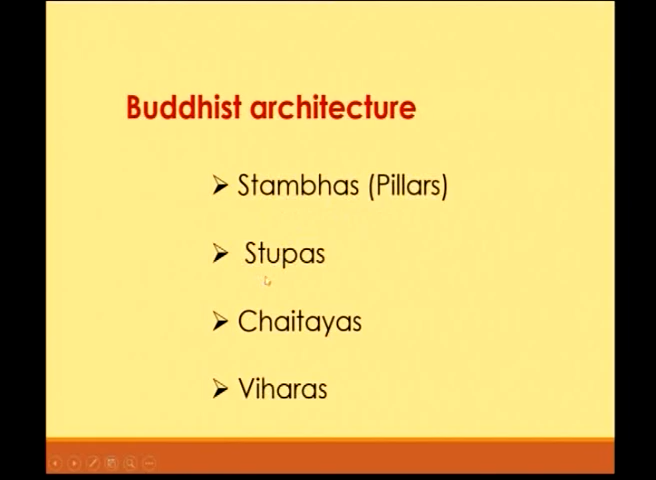 Buddhist architecture
➢ Stambhas (Pillars)
➢ Stupas
➢ Chaitayas
➢ Viharas